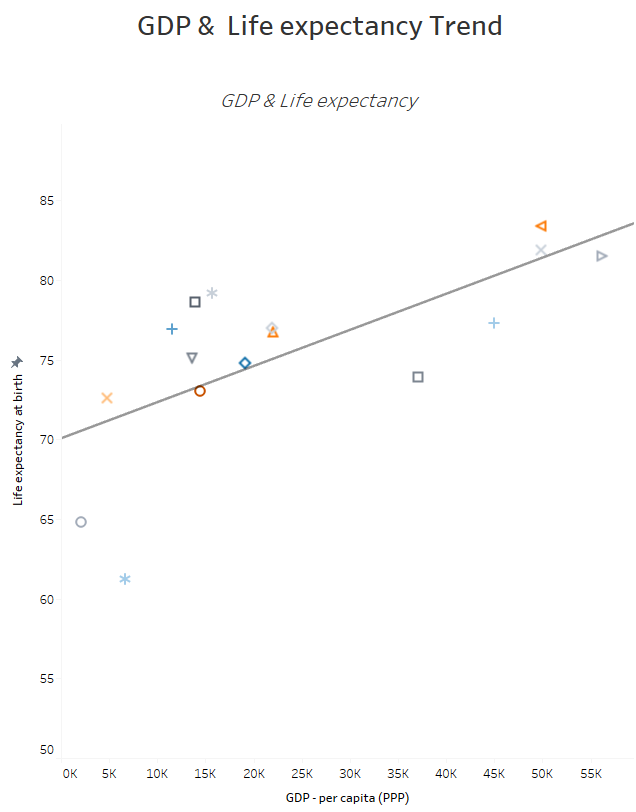 GDP & Life expectancy Trend
GDP & Life expectancy
85
80
75
70
65
60
55
50
Life expectancy at birth
0K 5K 10K 15K 20K 25K 30K 35K 40K 45K 50K 55K
GDP - per capita (PPP)